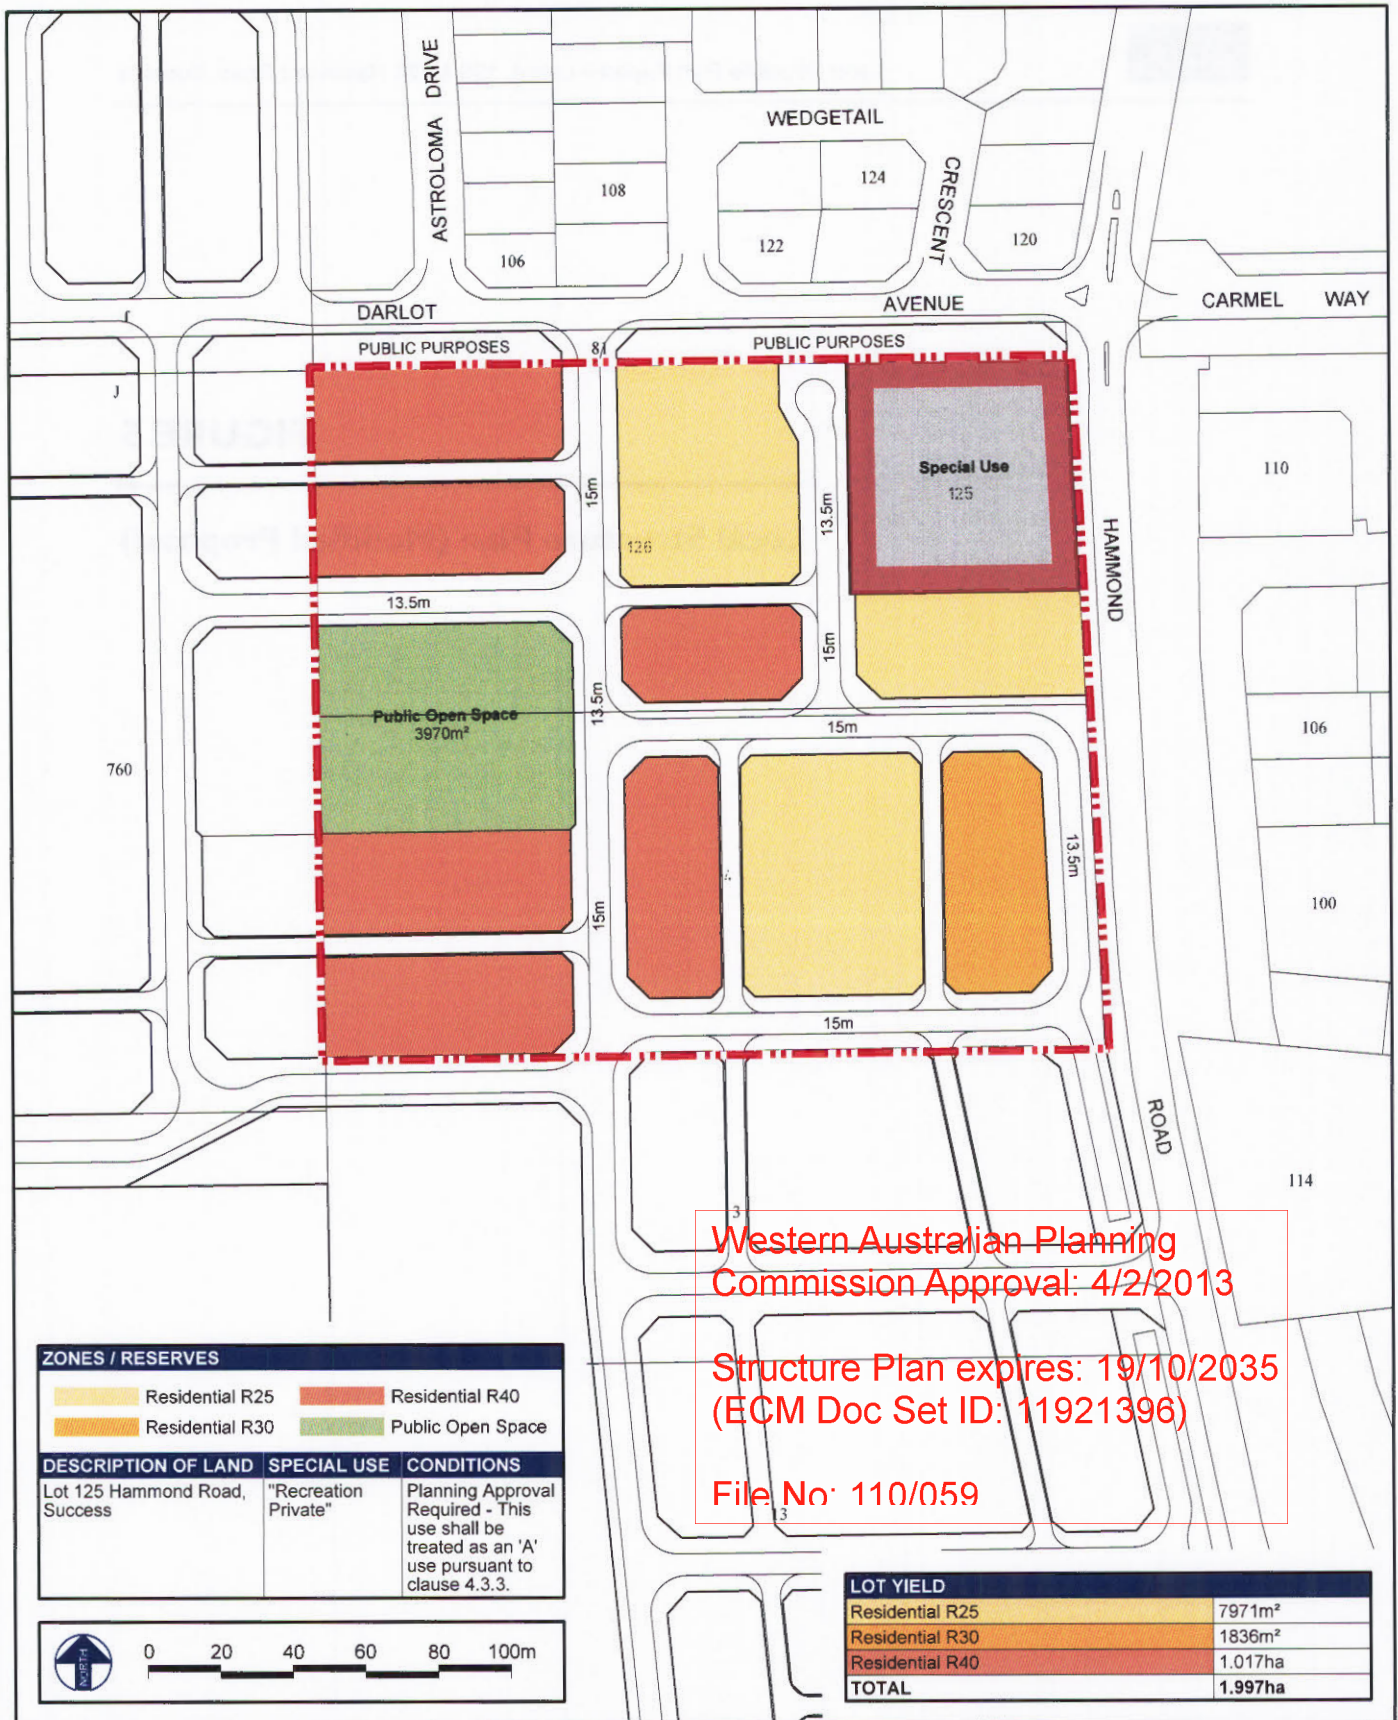 ASTROLOMA DRIVE
WEDGETAIL
CRESCENT
108
124
122
120
106
DARLOT
AVENUE
CARMEL WAY
PUBLIC PURPOSES
81
PUBLIC PURPOSES
J
Special Use
125
110
15m
13.5m
126
HAMMOND
13.5m
15m
Public Open Space
3970m²
13.5m
15m
106
760
13.5m
100
15m
15m
ROAD
114
3
Western Australian Planning
Commission Approval: 4/2/2013
Structure Plan expires: 19/10/2035
(ECM Doc Set ID: 11921396)
File No: 110/059
13
ZONES / RESERVES
Residential R25
Residential R40
Residential R30
Public Open Space
DESCRIPTION OF LAND SPECIAL USE CONDITIONS
Lot 125 Hammond Road,
Success
"Recreation
Private"
Planning Approval
Required - This
use shall be
treated as an 'A'
use pursuant to
clause 4.3.3.
NORTH
0 20 40 60 80 100m
LOT YIELD
Residential R25 7971m²
Residential R30 1836m²
Residential R40 1.017ha
TOTAL 1.997ha